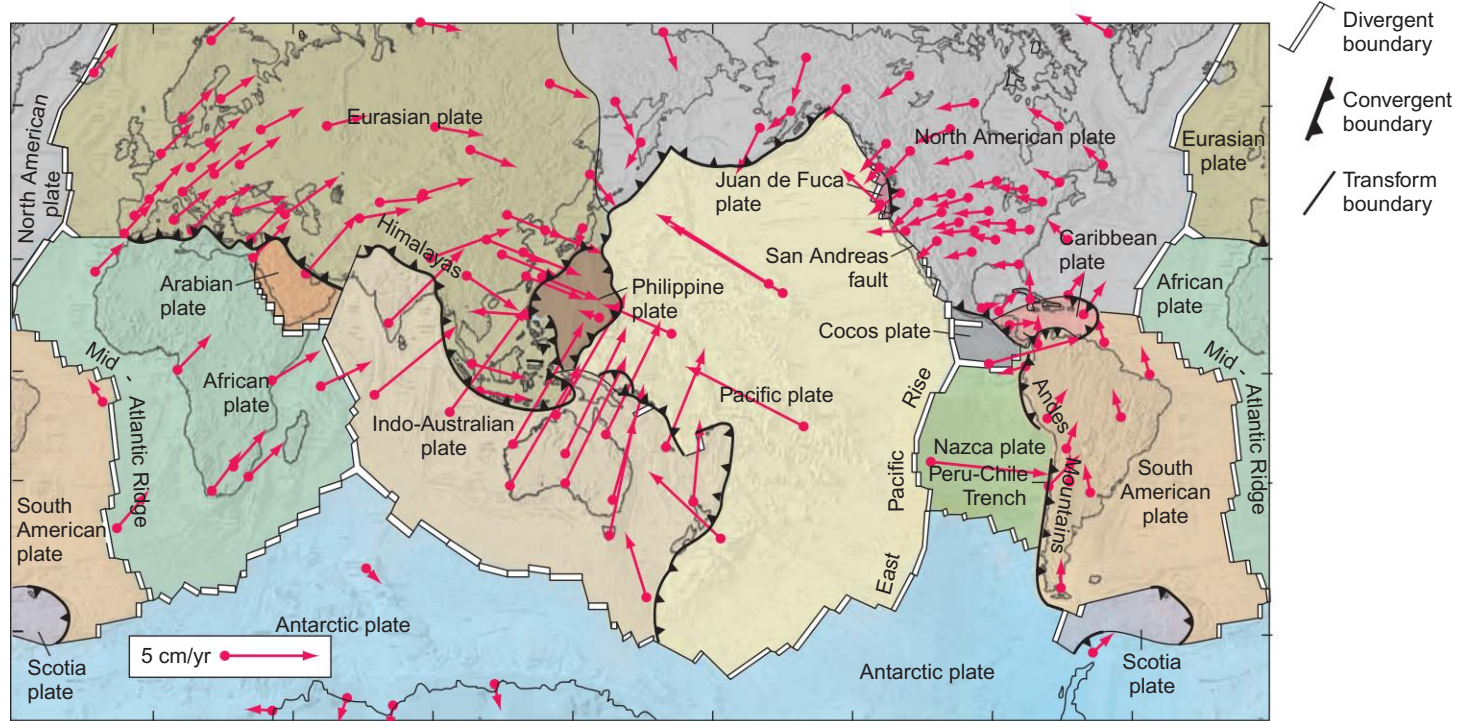 Divergent
boundary
Convergent
boundary
Transform
boundary
North American
plate
Eurasian plate
North American plate
Eurasian
plate
Juan de Fuca
plate
San Andreas
fault
Caribbean
plate
Himalayas
Arabian
plate
Philippine
plate
African
plate
Cocos plate
Mid - Atlantic Ridge
African
plate
Indo-Australian
plate
Pacific plate
East Pacific Rise
Andes Mountains
Nazca plate
Peru-Chile
Trench
South
American
plate
Mid - Atlantic Ridge
South
American
plate
Antarctic plate
5 cm/yr
Scotia
plate
Antarctic plate
Scotia
plate